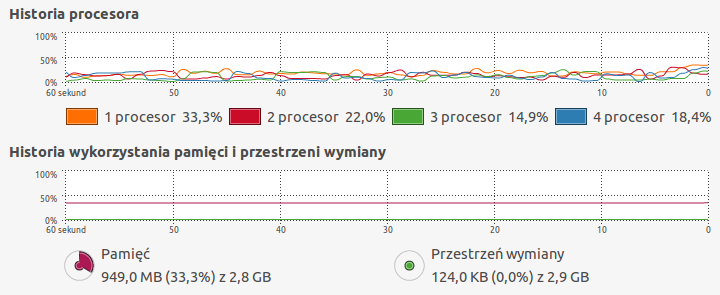 Historia procesora
100%
50%
0%
60 sekund 50 40 30 20 10 0
1 procesor 33,3% 2 procesor 22,0% 3 procesor 14,9% 4 procesor 18,4%
Historia wykorzystania pamięci i przestrzeni wymiany
100%
50%
0%
60 sekund 50 40 30 20 10 0
Pamięć Przestrzeń wymiany
949,0 MB (33,3%) z 2,8 GB 124,0 KB (0,0%) z 2,9 GB